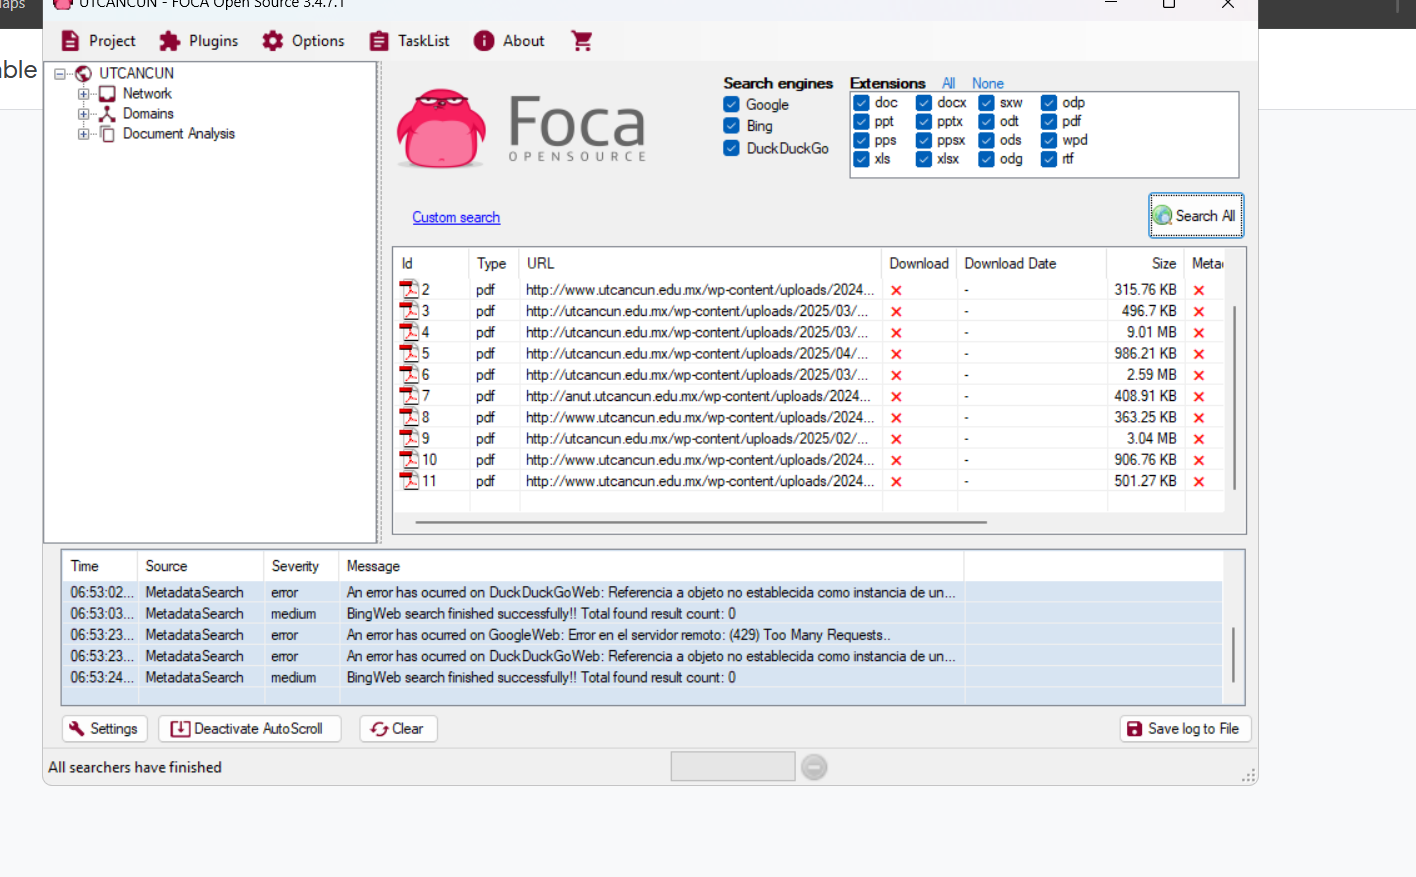 UTCANCUN - FOCA Open Source 3.4.7.1
Project Plugins Options TaskList About
UTCANCUN
Network
Domains
Document Analysis
Foca
OPENSOURCE
Search engines
Google
Bing
DuckDuckGo
Extensions All None
doc docx sxw odp
ppt pptx odt pdf
pps ppsx ods wpd
xls xlsx odg rtf
Custom search
Search All
Id Type URL Download Download Date Size Meta
2 pdf http://www.utcancun.edu.mx/wp-content/uploads/2024... - 315.76 KB
3 pdf http://utcancun.edu.mx/wp-content/uploads/2025/03/... - 496.7 KB
4 pdf http://utcancun.edu.mx/wp-content/uploads/2025/03/... - 9.01 MB
5 pdf http://utcancun.edu.mx/wp-content/uploads/2025/04/... - 986.21 KB
6 pdf http://utcancun.edu.mx/wp-content/uploads/2025/03/... - 2.59 MB
7 pdf http://anut.utcancun.edu.mx/wp-content/uploads/2024... - 408.91 KB
8 pdf http://www.utcancun.edu.mx/wp-content/uploads/2024... - 363.25 KB
9 pdf http://utcancun.edu.mx/wp-content/uploads/2025/02/... - 3.04 MB
10 pdf http://www.utcancun.edu.mx/wp-content/uploads/2024... - 906.76 KB
11 pdf http://www.utcancun.edu.mx/wp-content/uploads/2024... - 501.27 KB
Time Source Severity Message
06:53:02... MetadataSearch error An error has ocurred on DuckDuckGoWeb: Referencia a objeto no establecida como instancia de un...
06:53:03... MetadataSearch medium BingWeb search finished successfully!! Total found result count: 0
06:53:23... MetadataSearch error An error has ocurred on GoogleWeb: Error en el servidor remoto: (429) Too Many Requests..
06:53:23... MetadataSearch error An error has ocurred on DuckDuckGoWeb: Referencia a objeto no establecida como instancia de un...
06:53:24... MetadataSearch medium BingWeb search finished successfully!! Total found result count: 0
Settings Deactivate AutoScroll Clear Save log to File
All searchers have finished